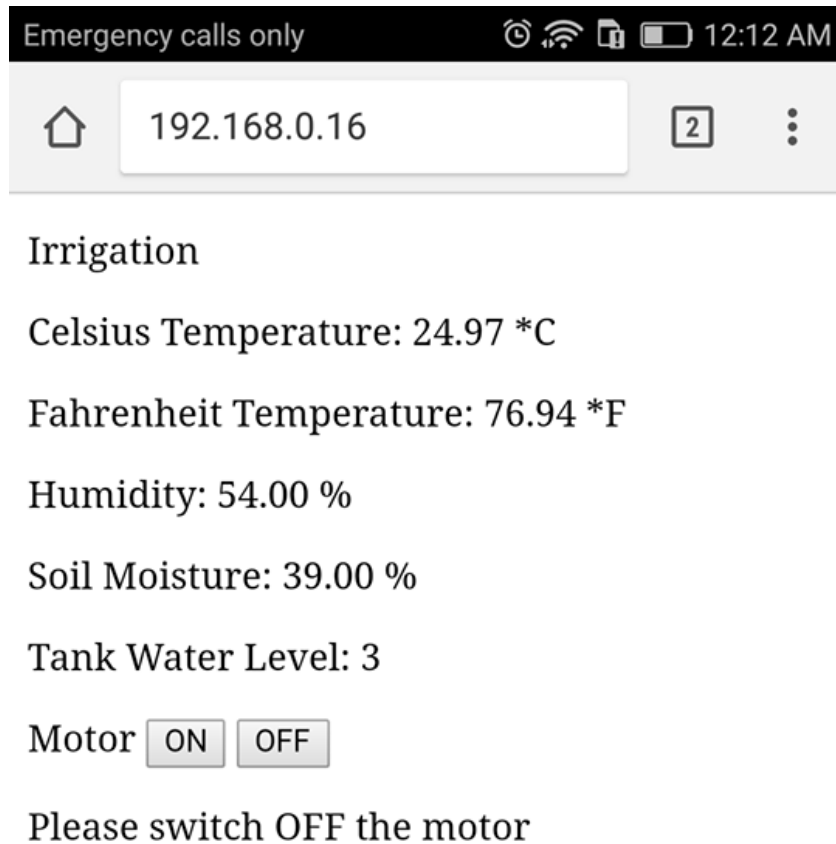 Emergency calls only 12:12 AM
192.168.0.16 2
Irrigation
Celsius Temperature: 24.97 *C
Fahrenheit Temperature: 76.94 *F
Humidity: 54.00 %
Soil Moisture: 39.00 %
Tank Water Level: 3
Motor ON OFF
Please switch OFF the motor